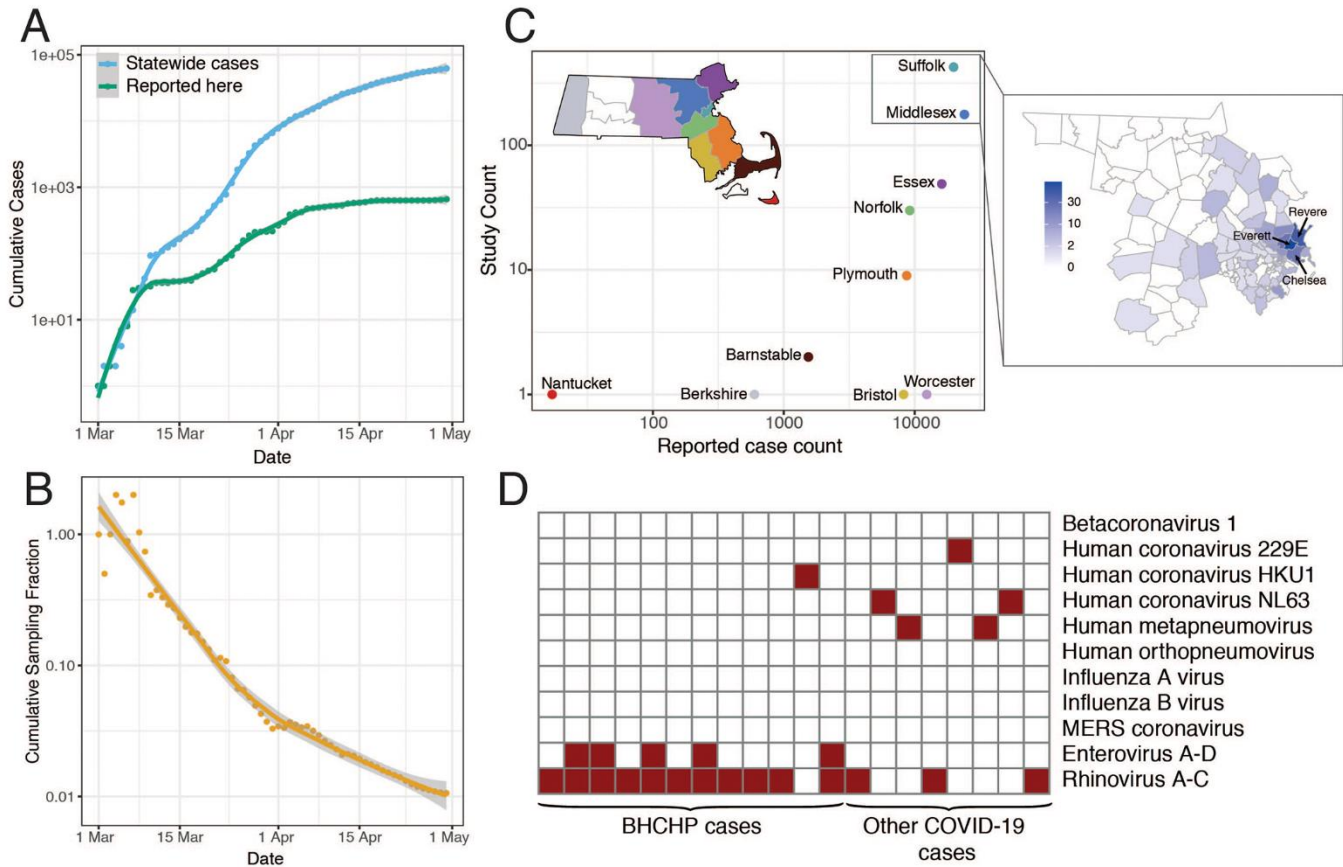 A
Cumulative Cases
1e+05
1e+03
1e+01
Statewide cases
Reported here
1 Mar
15 Mar
1 Apr
15 Apr
1 May
Date
B
Cumulative Sampling Fraction
1.00
0.10
0.01
1 Mar
15 Mar
1 Apr
15 Apr
1 May
Date
C
Study Count
100
10
1
Suffolk
Middlesex
Essex
Norfolk
Plymouth
Barnstable
Nantucket
Berkshire
Bristol
Worcester
100
1000
10000
Reported case count
30
10
2
0
Revere
Everett
Chelsea
D
Betacoronavirus 1
Human coronavirus 229E
Human coronavirus HKU1
Human coronavirus NL63
Human metapneumovirus
Human orthopneumovirus
Influenza A virus
Influenza B virus
MERS coronavirus
Enterovirus A-D
Rhinovirus A-C
BHCHP cases
Other COVID-19
cases